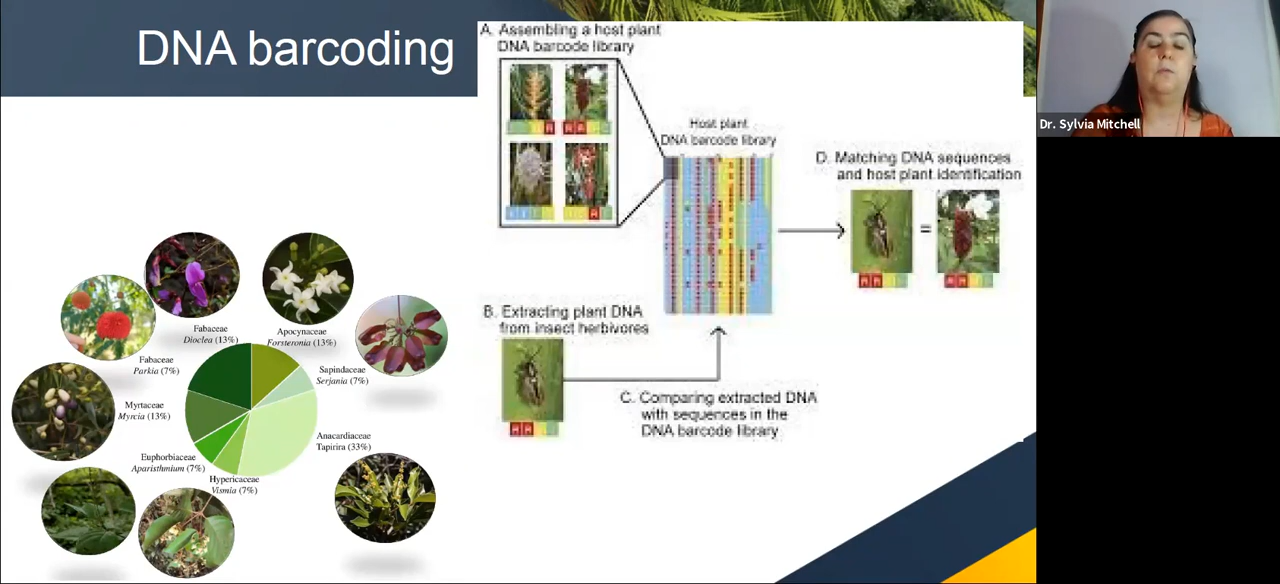 DNA barcoding
A. Assembling a host plant
DNA barcode library
Host plant
DNA barcode library
D. Matching DNA sequences
and host plant identification
=
B. Extracting plant DNA
from insect herbivores
C. Comparing extracted DNA
with sequences in the
DNA barcode library
Fabaceae
Dioclea (13%)
Apocynaceae
Forsteronia (13%)
Fabaceae
Parkia (7%)
Sapindaceae
Serjania (7%)
Myrtaceae
Myrcia (13%)
Anacardiaceae
Tapirira (33%)
Euphorbiaceae
Aparisthmium (7%)
Hypericaceae
Vismia (7%)
Dr. Sylvia Mitchell